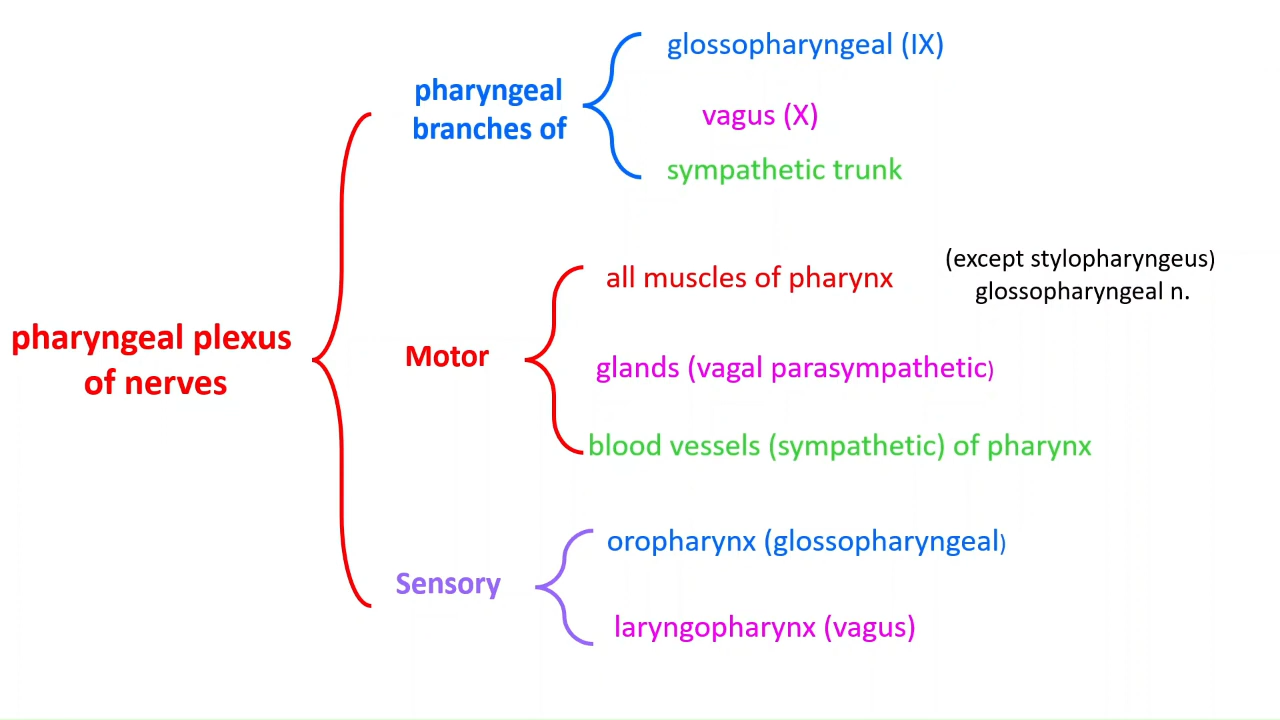 glossopharyngeal (IX)
pharyngeal
branches of
vagus (X)
sympathetic trunk
(except stylopharyngeus)
all muscles of pharynx
glossopharyngeal n.
pharyngeal plexus
of nerves
Motor
glands (vagal parasympathetic)
blood vessels (sympathetic) of pharynx
oropharynx (glossopharyngeal)
Sensory
laryngopharynx (vagus)